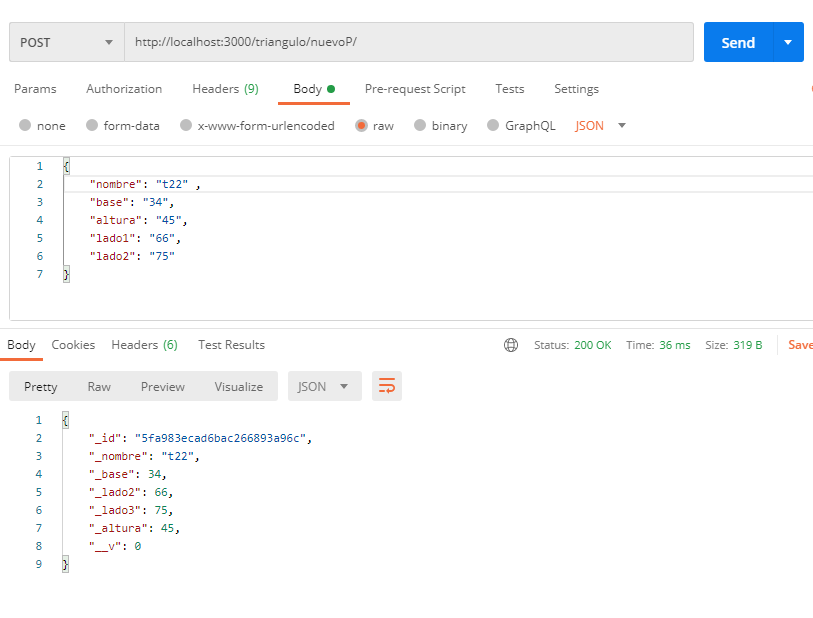 POST http://localhost:3000/triangulo/nuevoP/ Send
Params Authorization Headers (9) Body Pre-request Script Tests Settings
none form-data x-www-form-urlencoded raw binary GraphQL JSON
1 {
2 "nombre": "t22" ,
3 "base": "34",
4 "altura": "45",
5 "lado1": "66",
6 "lado2": "75"
7 }
Body Cookies Headers (6) Test Results Status: 200 OK Time: 36 ms Size: 319 B Save
Pretty Raw Preview Visualize JSON
1 {
2 "_id": "5fa983ecad6bac266893a96c",
3 "_nombre": "t22",
4 "_base": 34,
5 "_lado2": 66,
6 "_lado3": 75,
7 "_altura": 45,
8 "__v": 0
9 }